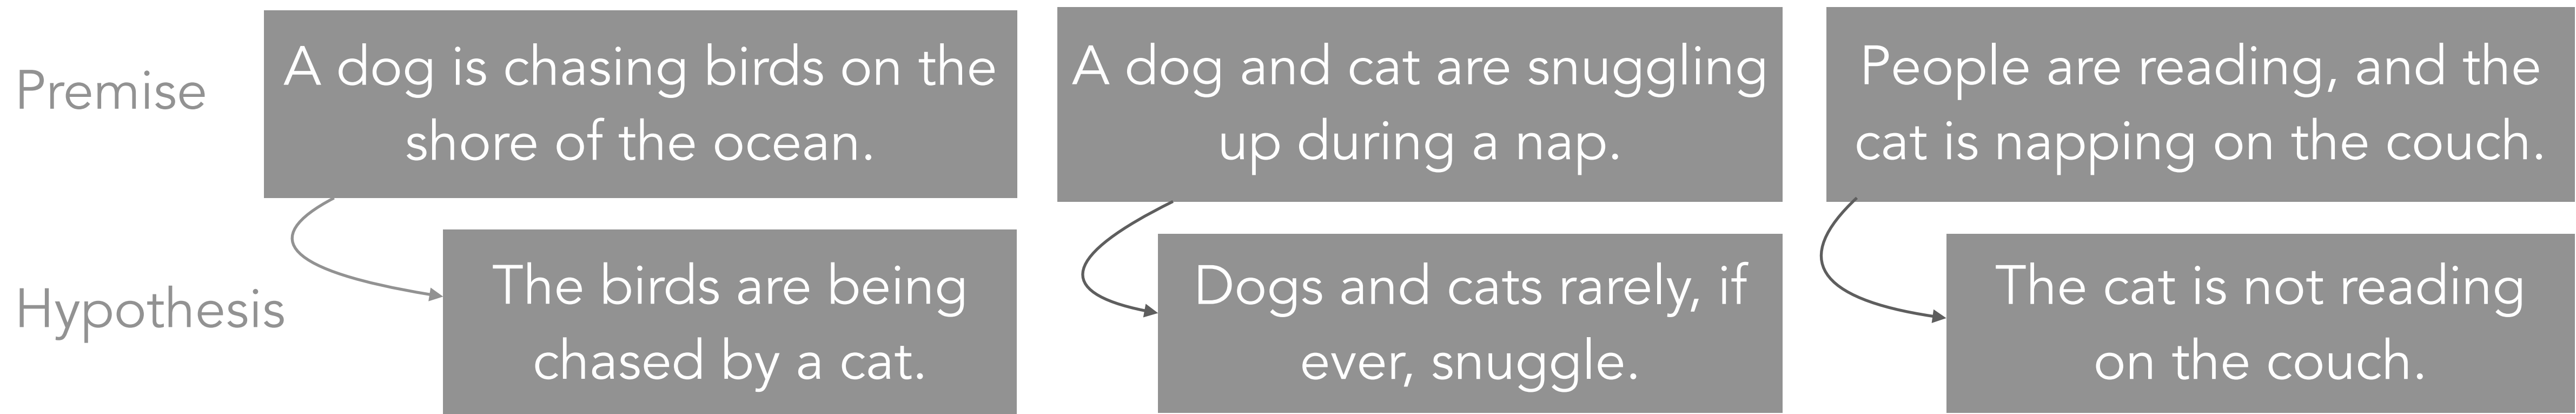 Premise
A dog is chasing birds on the
shore of the ocean.
A dog and cat are snuggling
up during a nap.
People are reading, and the
cat is napping on the couch.
Hypothesis
The birds are being
chased by a cat.
Dogs and cats rarely, if
ever, snuggle.
The cat is not reading
on the couch.